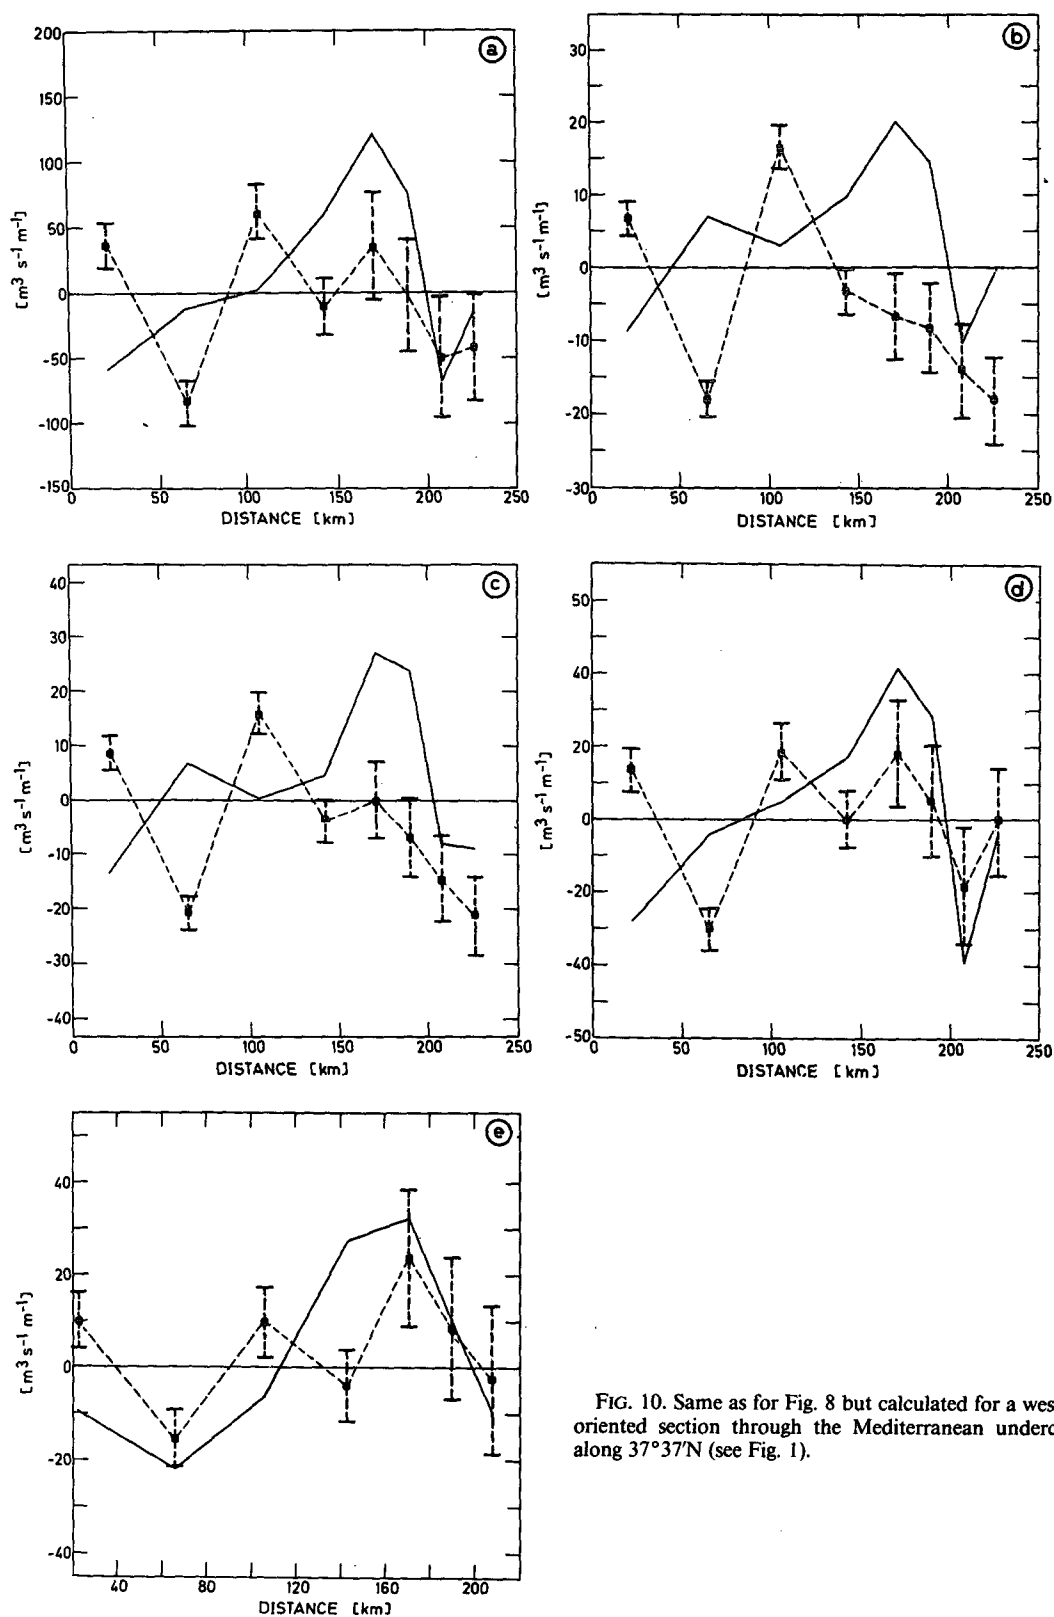 200
150
100
50
0
-50
-100
-150
0 50 100 150 200 250
DISTANCE [km]
[m³ s⁻¹ m⁻¹]
a
30
20
10
0
-10
-20
-30
0 50 100 150 200 250
DISTANCE [km]
[m³ s⁻¹ m⁻¹]
b
40
30
20
10
0
-10
-20
-30
-40
0 50 100 150 200 250
DISTANCE [km]
[m³ s⁻¹ m⁻¹]
c
50
40
20
0
-20
-40
-50
0 50 100 150 200 250
DISTANCE [km]
[m³ s⁻¹ m⁻¹]
d
40
20
0
-20
-40
40 80 120 160 200
DISTANCE [km]
[m³ s⁻¹ m⁻¹]
e
FIG. 10. Same as for Fig. 8 but calculated for a wes
oriented section through the Mediterranean underc
along 37°37′N (see Fig. 1).